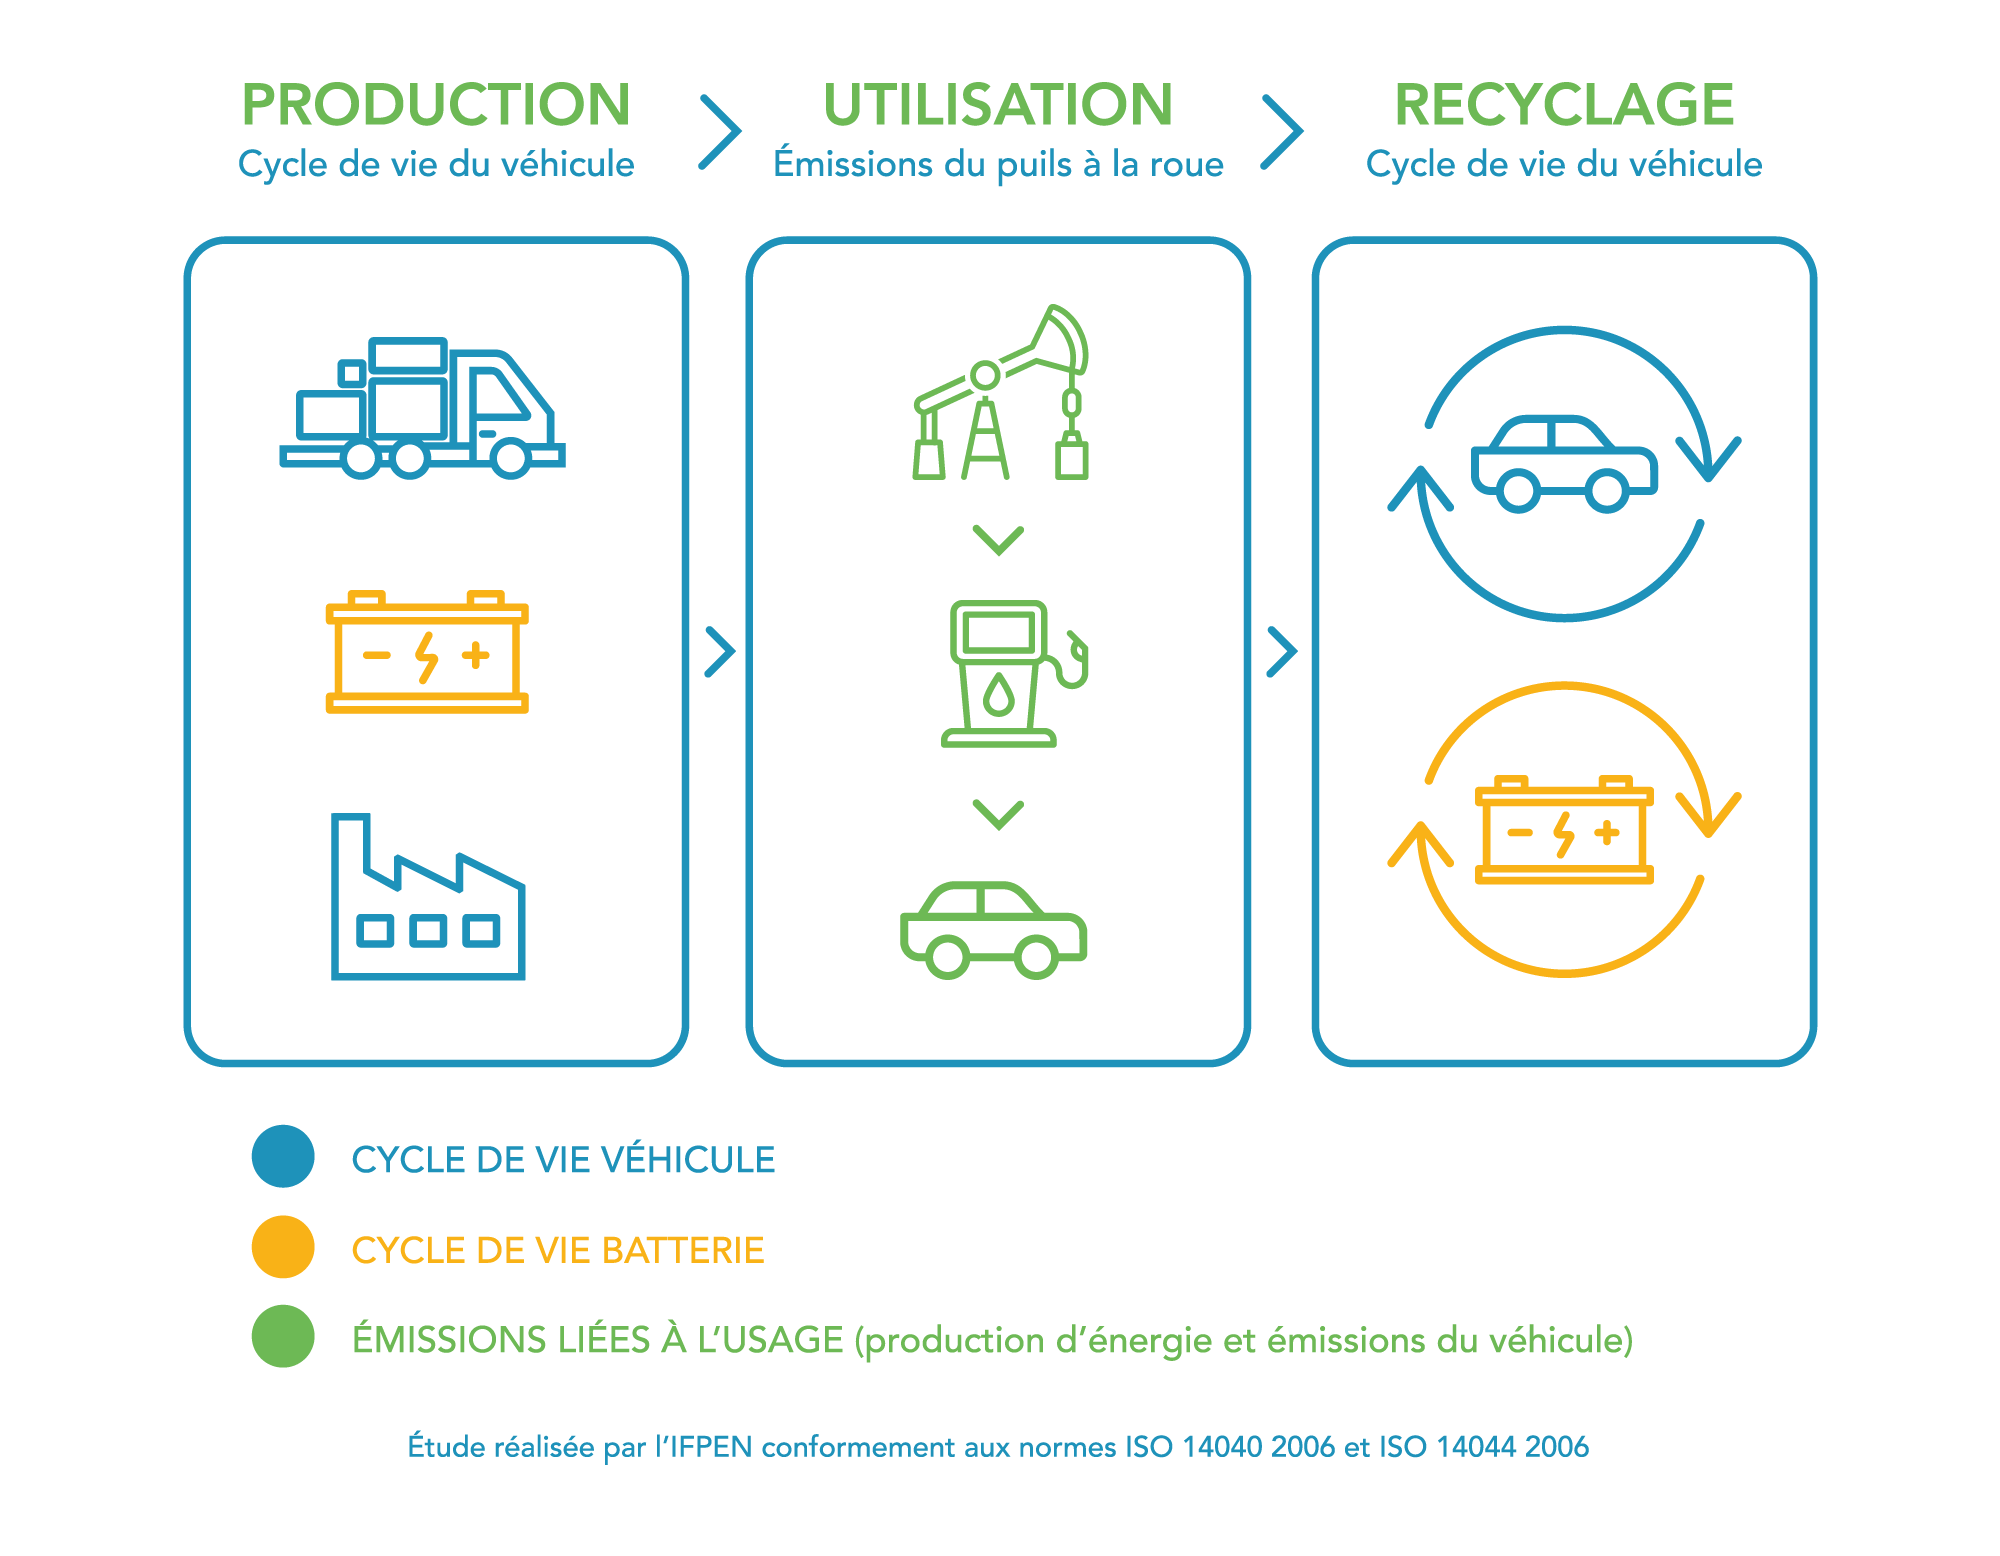 PRODUCTION
Cycle de vie du véhicule
UTILISATION
Émissions du puils à la roue
RECYCLAGE
Cycle de vie du véhicule
CYCLE DE VIE VÉHICULE
CYCLE DE VIE BATTERIE
ÉMISSIONS LIÉES À L’USAGE (production d’énergie et émissions du véhicule)
Étude réalisée par l’IFPEN conformement aux normes ISO 14040 2006 et ISO 14044 2006